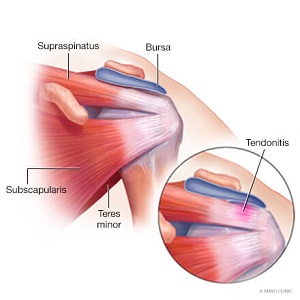 Supraspinatus
Bursa
Tendonitis
Subscapularis
Teres
minor
© MAYO CLINIC